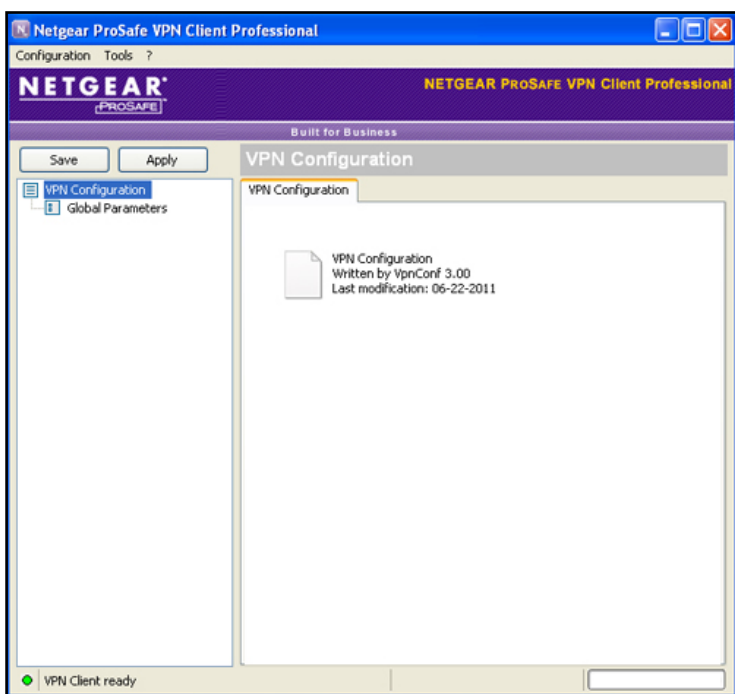 Netgear ProSafe VPN Client Professional
Configuration Tools ?
NETGEAR®
PROSAFE™
NETGEAR PROSAFE VPN Client Professional
Built for Business
Save Apply
VPN Configuration
VPN Configuration
Global Parameters
VPN Configuration
VPN Configuration
Written by VpnConf 3.00
Last modification: 06-22-2011
VPN Client ready